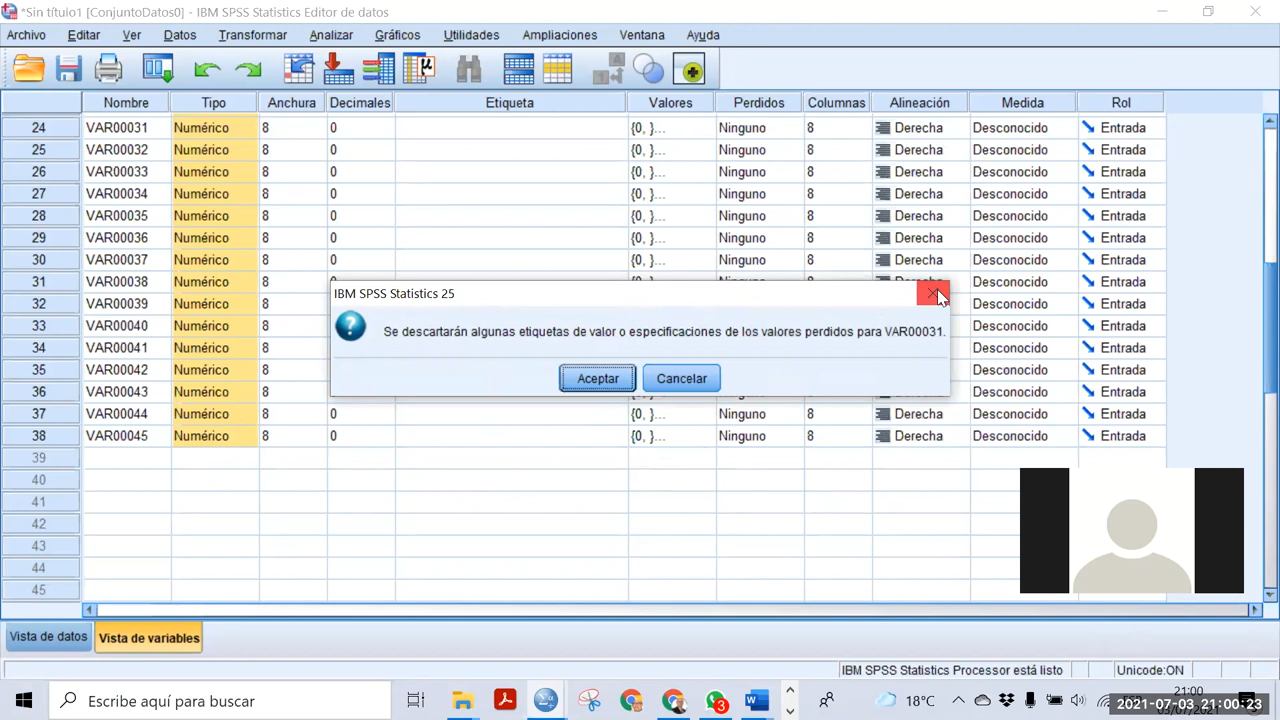 *Sin título1 [ConjuntoDatos0] - IBM SPSS Statistics Editor de datos
Archivo Editar Ver Datos Transformar Analizar Gráficos Utilidades Ampliaciones Ventana Ayuda
Nombre Tipo Anchura Decimales Etiqueta Valores Perdidos Columnas Alineación Medida Rol
24 VAR00031 Numérico 8 0 {0, }... Ninguno 8 Derecha Desconocido Entrada
25 VAR00032 Numérico 8 0 {0, }... Ninguno 8 Derecha Desconocido Entrada
26 VAR00033 Numérico 8 0 {0, }... Ninguno 8 Derecha Desconocido Entrada
27 VAR00034 Numérico 8 0 {0, }... Ninguno 8 Derecha Desconocido Entrada
28 VAR00035 Numérico 8 0 {0, }... Ninguno 8 Derecha Desconocido Entrada
29 VAR00036 Numérico 8 0 {0, }... Ninguno 8 Derecha Desconocido Entrada
30 VAR00037 Numérico 8 0 {0, }... Ninguno 8 Derecha Desconocido Entrada
31 VAR00038 Numérico 8 Derecha Desconocido Entrada
32 VAR00039 Numérico 8 Desconocido Entrada
33 VAR00040 Numérico 8 Desconocido Entrada
34 VAR00041 Numérico 8 Desconocido Entrada
35 VAR00042 Numérico 8 Desconocido Entrada
36 VAR00043 Numérico 8 Derecha Desconocido Entrada
37 VAR00044 Numérico 8 0 {0, }... Ninguno 8 Derecha Desconocido Entrada
38 VAR00045 Numérico 8 0 {0, }... Ninguno 8 Derecha Desconocido Entrada
39
40
41
42
43
44
45
IBM SPSS Statistics 25
Se descartarán algunas etiquetas de valor o especificaciones de los valores perdidos para VAR00031.
Aceptar Cancelar
Vista de datos Vista de variables
IBM SPSS Statistics Processor está listo Unicode:ON
Escribe aquí para buscar
3
18°C
21:00
2021-07-03 21:00:23